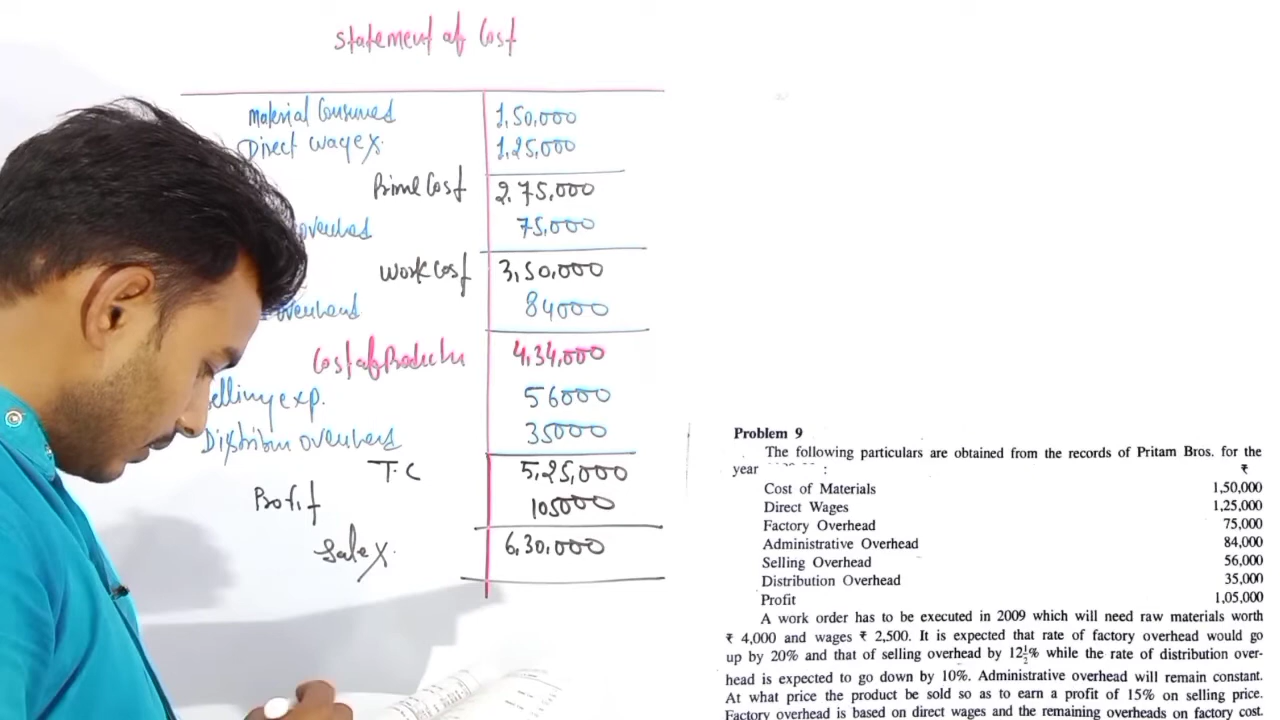 statement of Cost
Material Consumed 1,50,000
Direct wages. 1,25,000
Prime Cost 2,75,000
overhead 75,000
Work Cost 3,50,000
overhead. 84000
Cost of Production 4,34,000
Selling exp. 56000
Distribution overhead 35000
T.C 5,25,000
Profit 105000
Sales. 6,30,000
Problem 9
The following particulars are obtained from the records of Pritam Bros. for the
year :
₹
Cost of Materials 1,50,000
Direct Wages 1,25,000
Factory Overhead 75,000
Administrative Overhead 84,000
Selling Overhead 56,000
Distribution Overhead 35,000
Profit 1,05,000
A work order has to be executed in 2009 which will need raw materials worth
₹ 4,000 and wages ₹ 2,500. It is expected that rate of factory overhead would go
up by 20% and that of selling overhead by 12½% while the rate of distribution over-
head is expected to go down by 10%. Administrative overhead will remain constant.
At what price the product be sold so as to earn a profit of 15% on selling price.
Factory overhead is based on direct wages and the remaining overheads on factory cost.